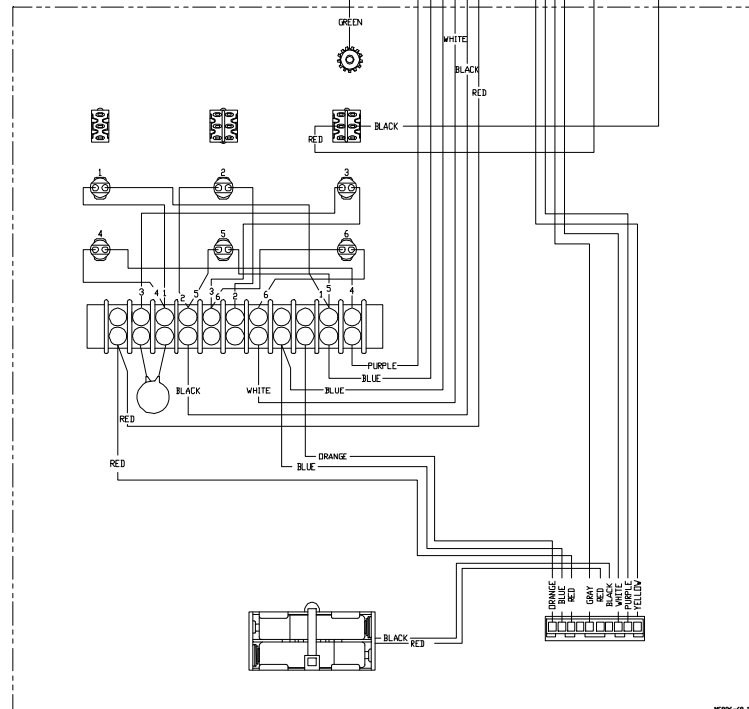 GREEN
WHITE
BLACK
RED
BLACK
RED
1 2 3
4 5 6
3 4 1 2 5 3 6 2 6 1 5 4
PURPLE
BLUE
BLACK WHITE BLUE
RED
ORANGE
RED BLUE
ORANGE BLUE RED GRAY RED BLACK WHITE PURPLE YELLOW
BLACK
RED